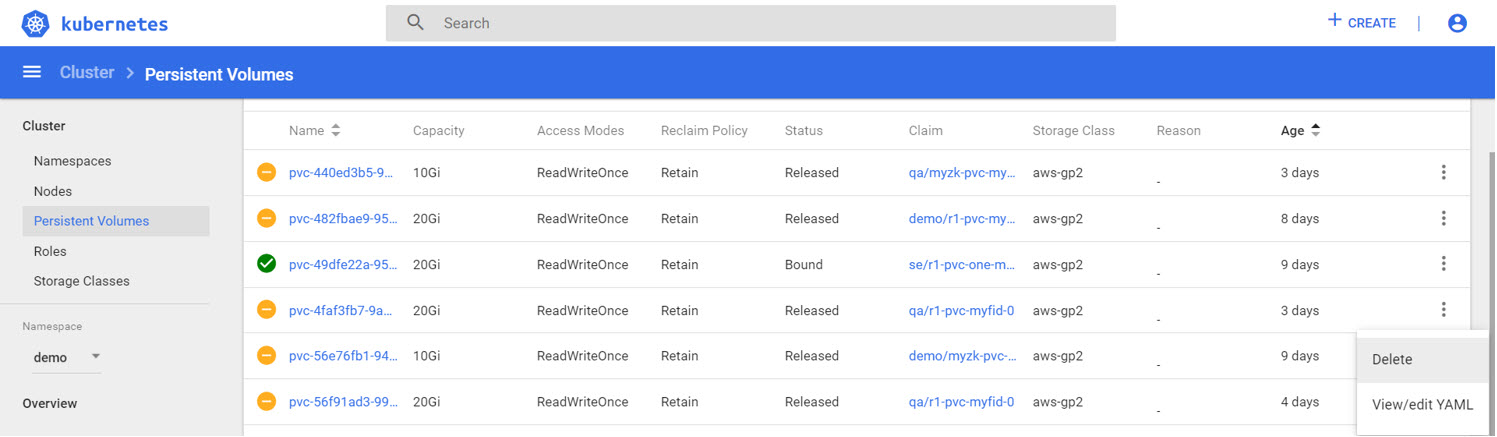 kubernetes
Search
CREATE
Cluster
Persistent Volumes
Cluster
Namespaces
Nodes
Persistent Volumes
Roles
Storage Classes
Namespace
demo
Overview
Name Capacity Access Modes Reclaim Policy Status Claim Storage Class Reason Age
pvc-440ed3b5-9... 10Gi ReadWriteOnce Retain Released qa/myzk-pvc-my... aws-gp2 - 3 days
pvc-482fbae9-95... 20Gi ReadWriteOnce Retain Released demo/r1-pvc-my... aws-gp2 - 8 days
pvc-49dfe22a-95... 20Gi ReadWriteOnce Retain Bound se/r1-pvc-one-m... aws-gp2 - 9 days
pvc-4faf3fb7-9a... 20Gi ReadWriteOnce Retain Released qa/r1-pvc-myfid-0 aws-gp2 - 3 days
pvc-56e76fb1-94... 10Gi ReadWriteOnce Retain Released demo/myzk-pvc-... aws-gp2 - 9 days
pvc-56f91ad3-99... 20Gi ReadWriteOnce Retain Released qa/r1-pvc-myfid-0 aws-gp2 - 4 days
Delete
View/edit YAML